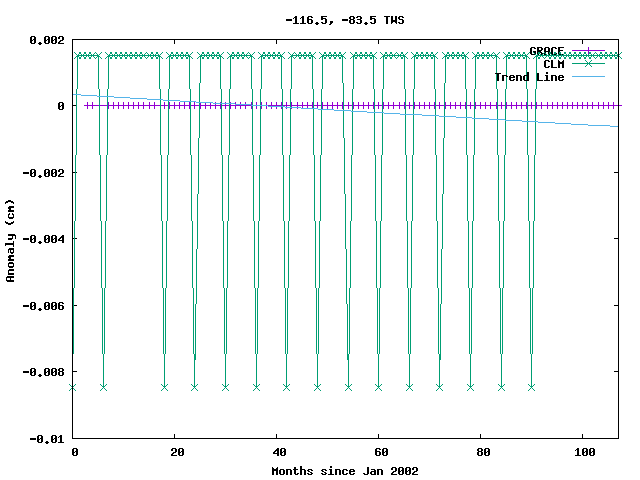 -116.5, -83.5 TWS
0.002
GRACE
CLM
Trend Line
0
-0.002
-0.004
Anomaly (cm)
-0.006
-0.008
-0.01
0 20 40 60 80 100
Months since Jan 2002